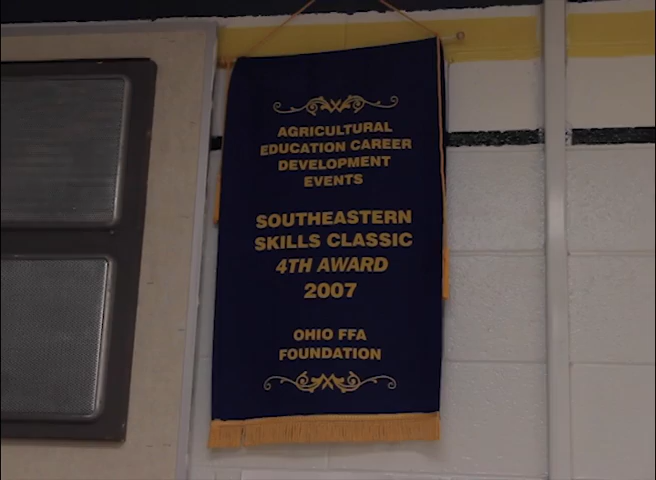 AGRICULTURAL
EDUCATION CAREER
DEVELOPMENT
EVENTS
SOUTHEASTERN
SKILLS CLASSIC
4TH AWARD
2007
OHIO FFA
FOUNDATION